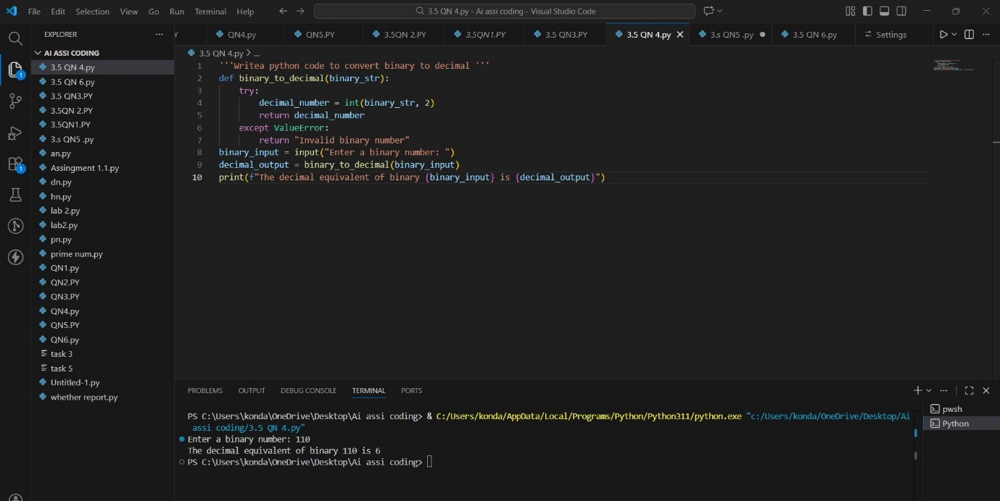 File Edit Selection View Go Run Terminal Help
3.5 QN 4.py - Ai assi coding - Visual Studio Code
EXPLORER
Y QN4.py QN5.PY 3.5QN 2.PY 3.5QN1.PY 3.5 QN3.PY 3.5 QN 4.py 3.s QN5 .py 3.5 QN 6.py Settings
AI ASSI CODING
3.5 QN 4.py
3.5 QN 6.py
3.5 QN3.PY
3.5QN 2.PY
3.5QN1.PY
3.s QN5 .py
an.py
Assingment 1.1.py
dn.py
hn.py
lab 2.py
lab2.py
pn.py
prime num.py
QN1.py
QN2.PY
QN3.PY
QN4.py
QN5.PY
QN6.py
task 3
task 5
Untitled-1.py
whether report.py
1
1
3.5 QN 4.py > ...
1 '''Writea python code to convert binary to decimal '''
2 def binary_to_decimal(binary_str):
3 try:
4 decimal_number = int(binary_str, 2)
5 return decimal_number
6 except ValueError:
7 return "Invalid binary number"
8 binary_input = input("Enter a binary number: ")
9 decimal_output = binary_to_decimal(binary_input)
10 print(f"The decimal equivalent of binary {binary_input} is {decimal_output}")
PROBLEMS OUTPUT DEBUG CONSOLE TERMINAL PORTS
PS C:\Users\konda\OneDrive\Desktop\Ai assi coding> & C:/Users/konda/AppData/Local/Programs/Python/Python311/python.exe "c:/Users/konda/OneDrive/Desktop/Ai
assi coding/3.5 QN 4.py"
Enter a binary number: 110
The decimal equivalent of binary 110 is 6
PS C:\Users\konda\OneDrive\Desktop\Ai assi coding>
pwsh
Python